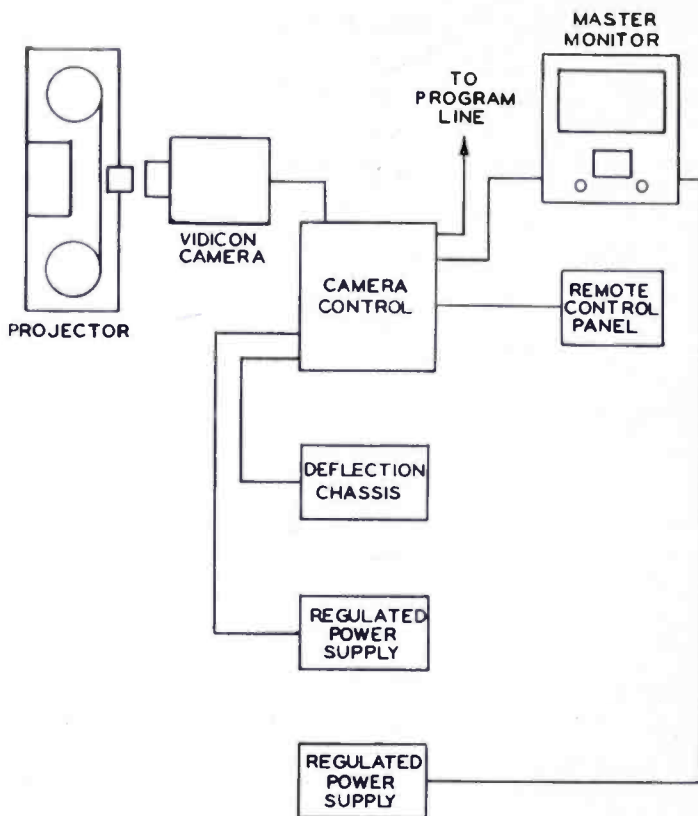 MASTER
MONITOR
TO
PROGRAM
LINE
VIDICON
CAMERA
PROJECTOR
CAMERA
CONTROL
REMOTE
CONTROL
PANEL
DEFLECTION
CHASSIS
REGULATED
POWER
SUPPLY
REGULATED
POWER
SUPPLY